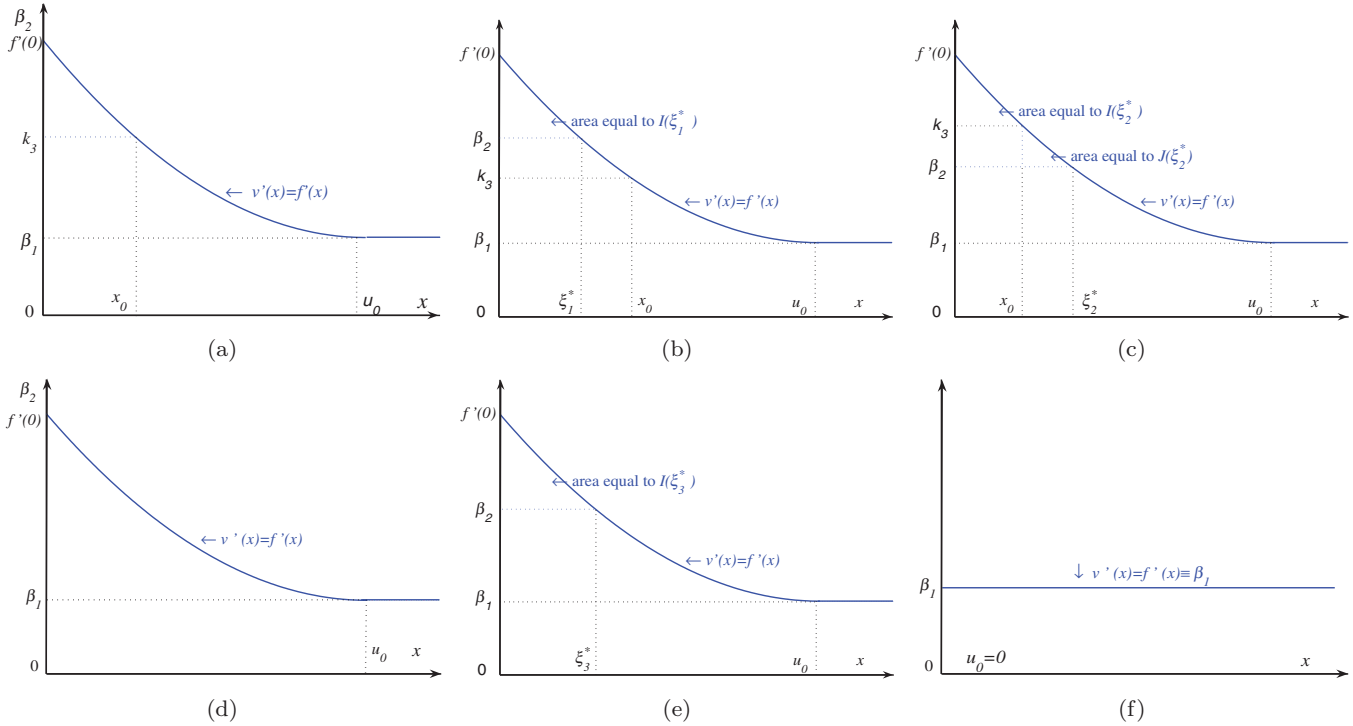 β₂
f'(0)
k₃
← v'(x)=f'(x)
β₁
x₀
u₀
x
0
(a)
f'(0)
← area equal to I(ξ₁* )
β₂
k₃
← v'(x)=f'(x)
β₁
ξ₁*
x₀
u₀
x
0
(b)
f'(0)
← area equal to I(ξ₂* )
k₃
← area equal to J(ξ₂* )
β₂
← v'(x)=f'(x)
β₁
x₀
ξ₂*
u₀
x
0
(c)
β₂
f'(0)
← v'(x)=f'(x)
β₁
u₀
x
0
(d)
f'(0)
← area equal to I(ξ₃* )
β₂
← v'(x)=f'(x)
β₁
ξ₃*
u₀
x
0
(e)
↓ v'(x)=f'(x)≡β₁
β₁
0
u₀=0
x
(f)